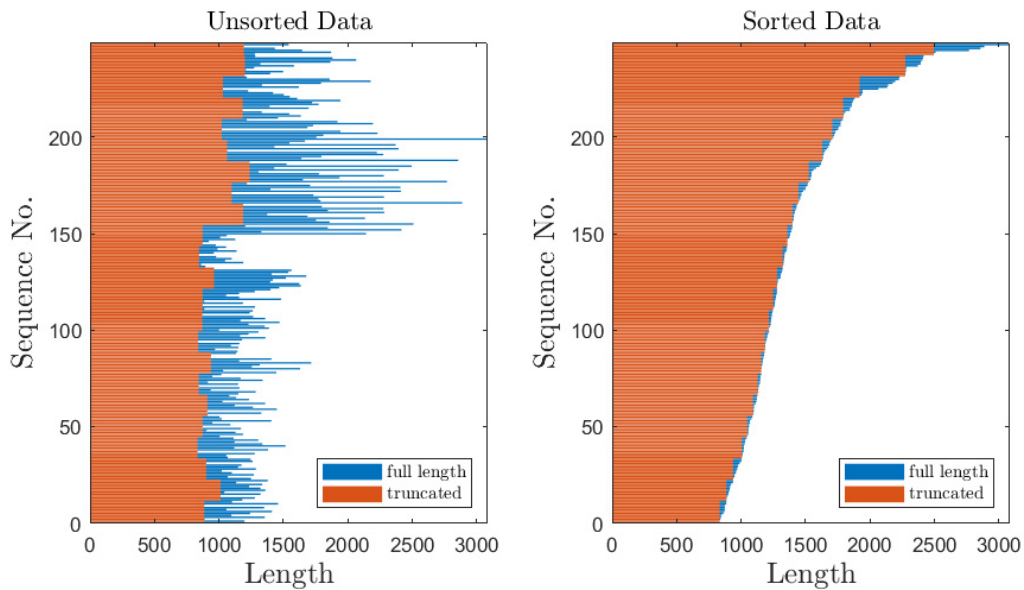 Unsorted Data
Sequence No.
200
150
100
50
0
full length
truncated
0 500 1000 1500 2000 2500 3000
Length
Sorted Data
Sequence No.
200
150
100
50
0
full length
truncated
0 500 1000 1500 2000 2500 3000
Length